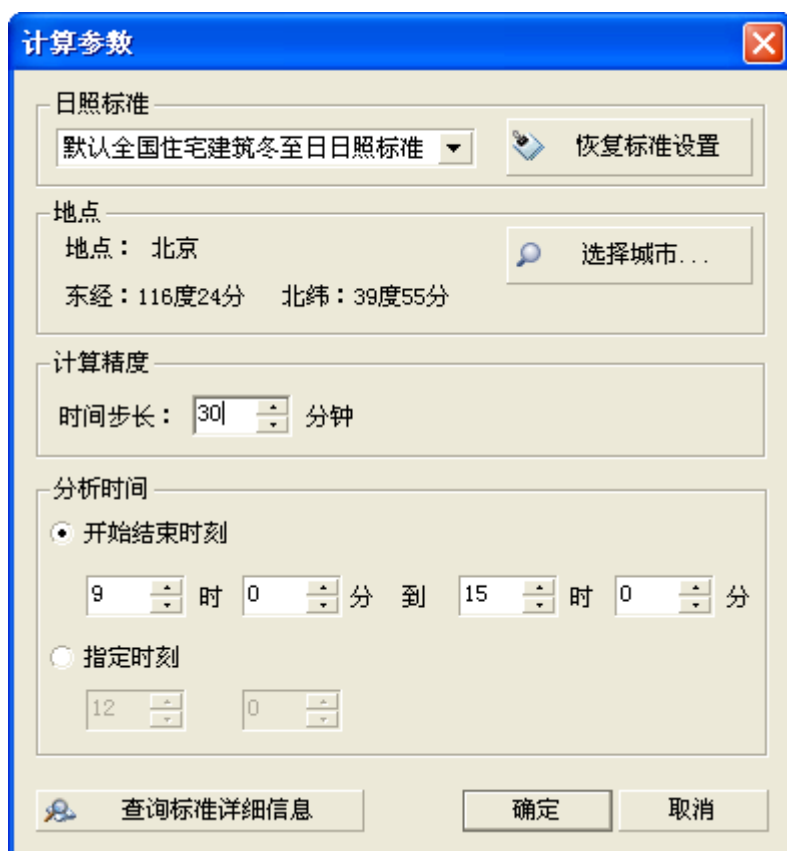 计算参数
日照标准
默认全国住宅建筑冬至日日照标准 恢复标准设置
地点
地点： 北京 选择城市...
东经：116度24分 北纬：39度55分
计算精度
时间步长： 30 分钟
分析时间
开始结束时刻
9 时 0 分 到 15 时 0 分
指定时刻
12 0
查询标准详细信息 确定 取消